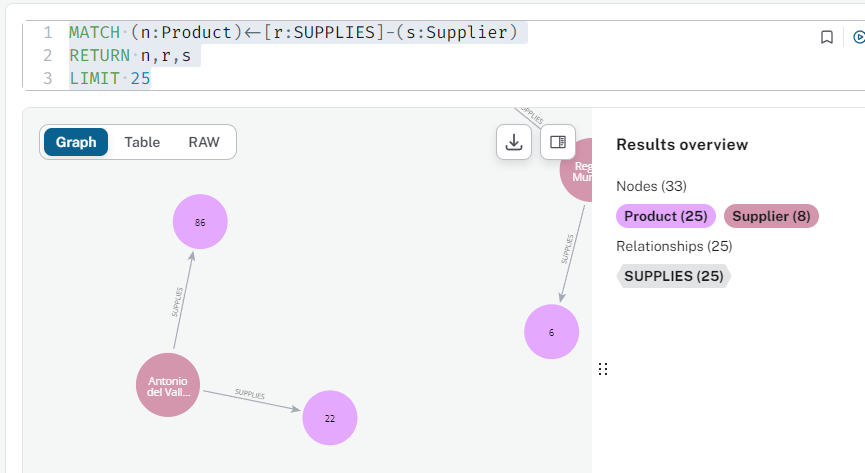 1 MATCH (n:Product)<-[r:SUPPLIES]-(s:Supplier)
2 RETURN n,r,s
3 LIMIT 25
Graph Table RAW
Results overview
Nodes (33)
Product (25) Supplier (8)
Relationships (25)
SUPPLIES (25)
SUPPLIES
Reg
Mun
86
SUPPLIES
SUPPLIES
6
Antonio
del Vall...
SUPPLIES
22